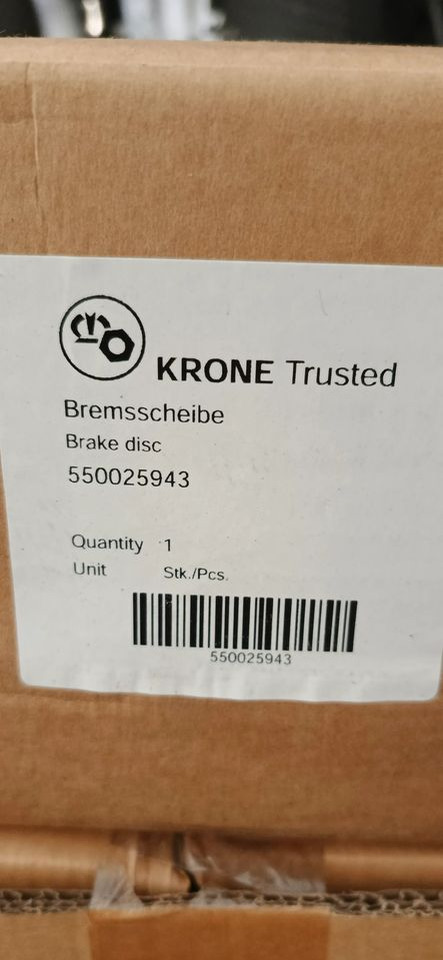 KRONE Trusted
Bremsscheibe
Brake disc
550025943
Quantity 1
Unit Stk./Pcs.
550025943